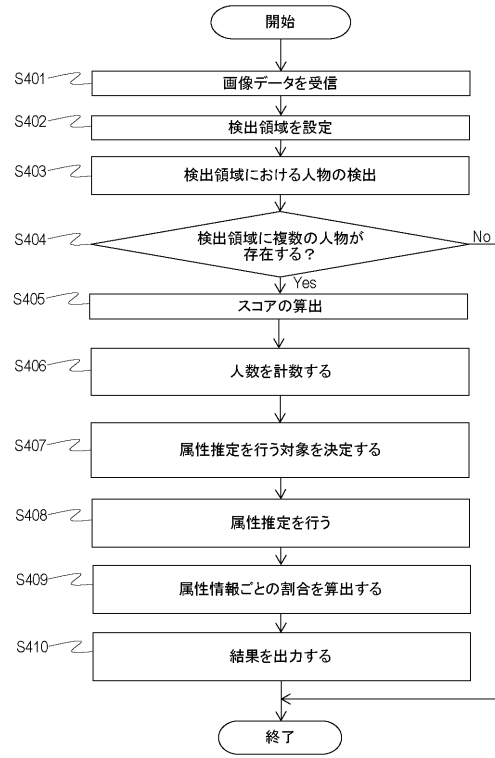 開始
S401
画像データを受信
S402
検出領域を設定
S403
検出領域における人物の検出
S404
検出領域に複数の人物が
存在する?
No
Yes
S405
スコアの算出
S406
人数を計数する
S407
属性推定を行う対象を決定する
S408
属性推定を行う
S409
属性情報ごとの割合を算出する
S410
結果を出力する
終了